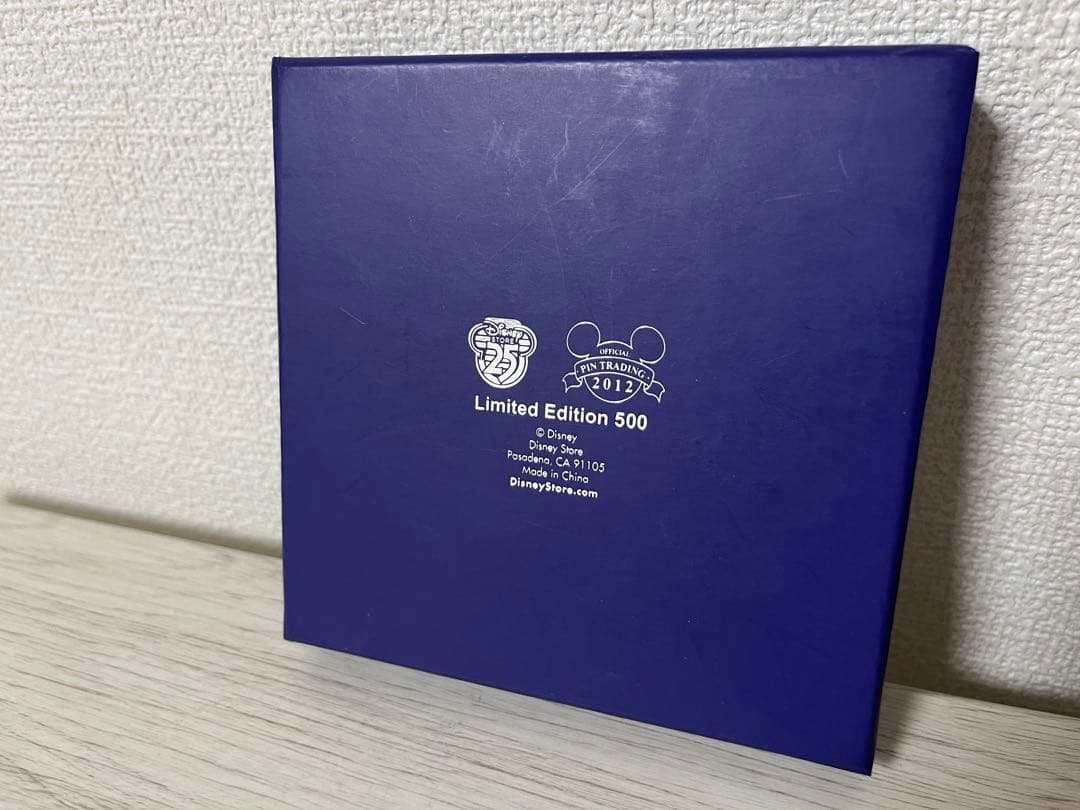 Disney
STORE
25
OFFICIAL
PIN TRADING
2012
Limited Edition 500
© Disney
Disney Store
Pasadena, CA 91105
Made in China
DisneyStore.com